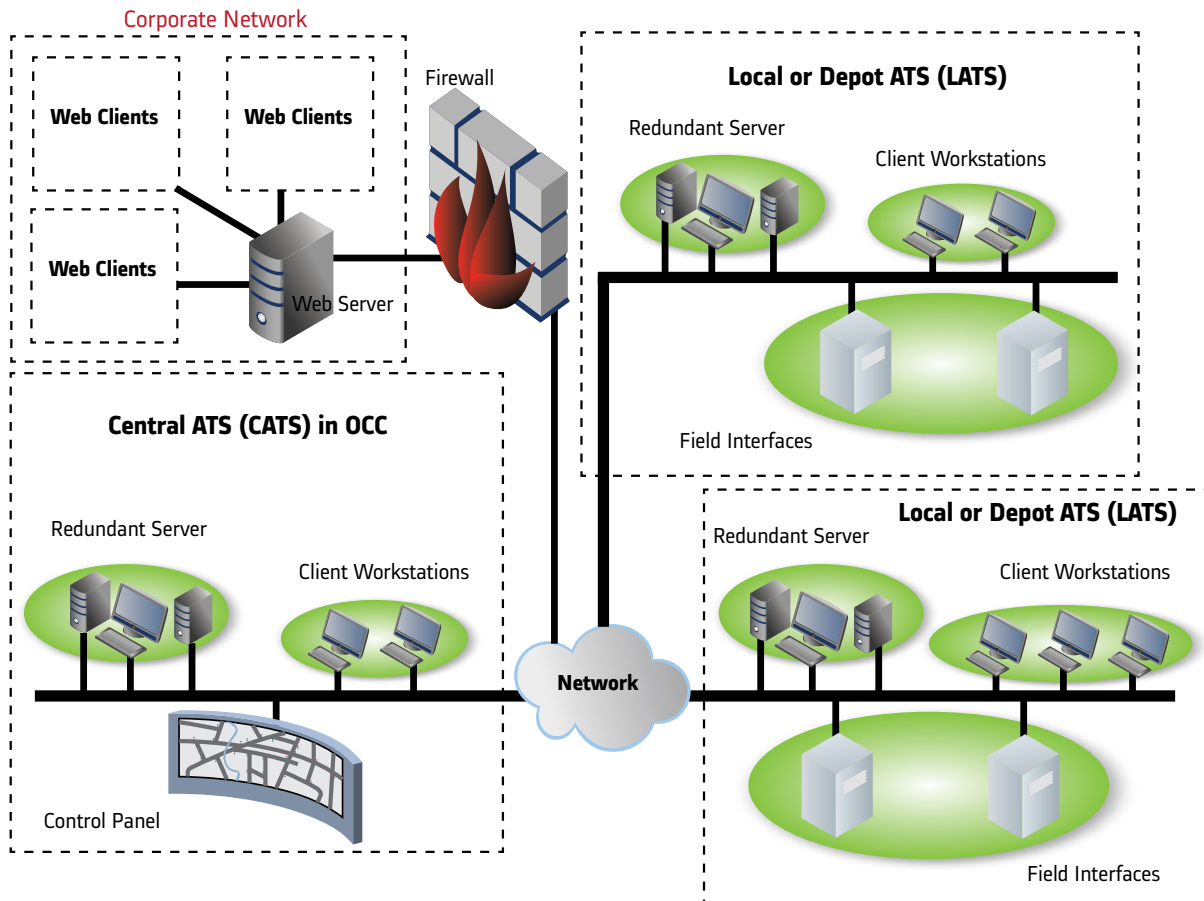 Corporate Network
Web Clients
Web Clients
Web Clients
Web Server
Firewall
Local or Depot ATS (LATS)
Redundant Server
Client Workstations
Field Interfaces
Central ATS (CATS) in OCC
Redundant Server
Client Workstations
Control Panel
Network
Local or Depot ATS (LATS)
Redundant Server
Client Workstations
Field Interfaces